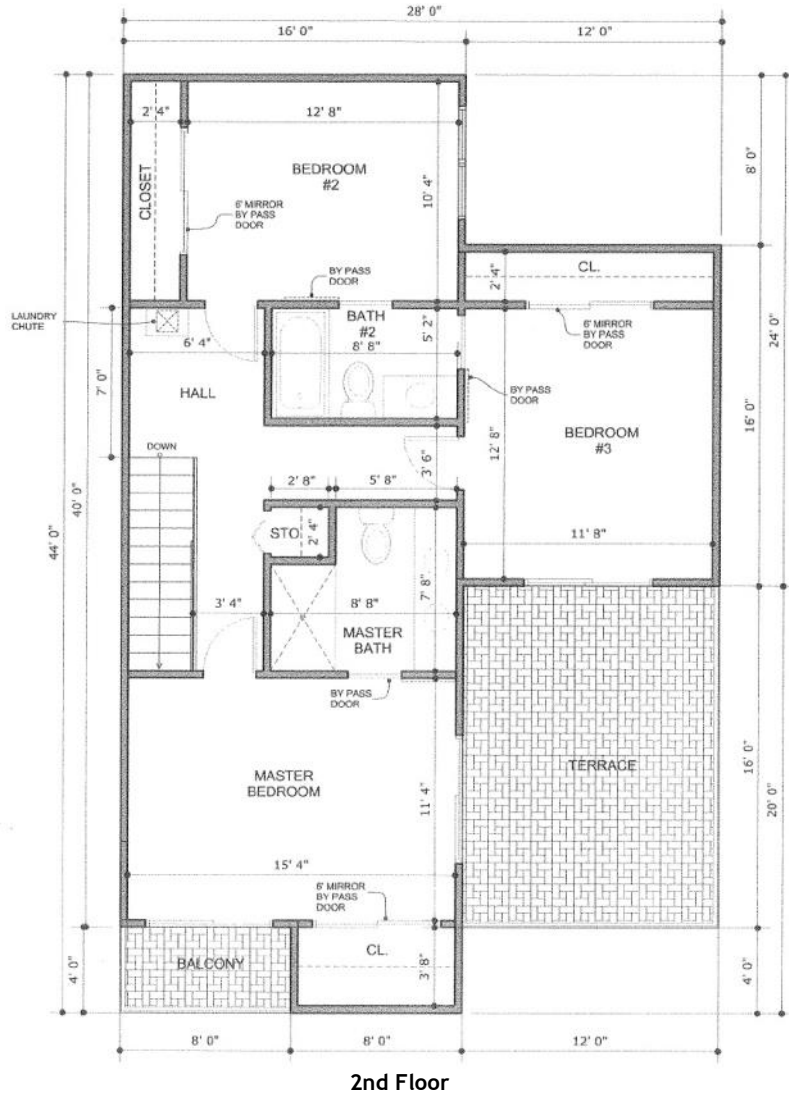 28' 0"
16' 0"
12' 0"
2' 4"
12' 8"
BEDROOM
#2
CLOSET
6' MIRROR
BY PASS
DOOR
10' 4"
8' 0"
BY PASS
DOOR
CL.
2' 4"
LAUNDRY
CHUTE
BATH
#2
5' 2"
6' MIRROR
BY PASS
DOOR
24' 0"
6' 4"
8' 8"
7' 0"
HALL
BY PASS
DOOR
16' 0"
BEDROOM
#3
DOWN
12' 8"
3' 6"
2' 8"
5' 8"
40' 0"
44' 0"
STO
2' 4"
11' 8"
7' 8"
3' 4"
8' 8"
MASTER
BATH
BY PASS
DOOR
MASTER
BEDROOM
TERRACE
11' 4"
16' 0"
20' 0"
15' 4"
6' MIRROR
BY PASS
DOOR
CL.
BALCONY
3' 8"
4' 0"
4' 0"
8' 0"
8' 0"
12' 0"
2nd Floor